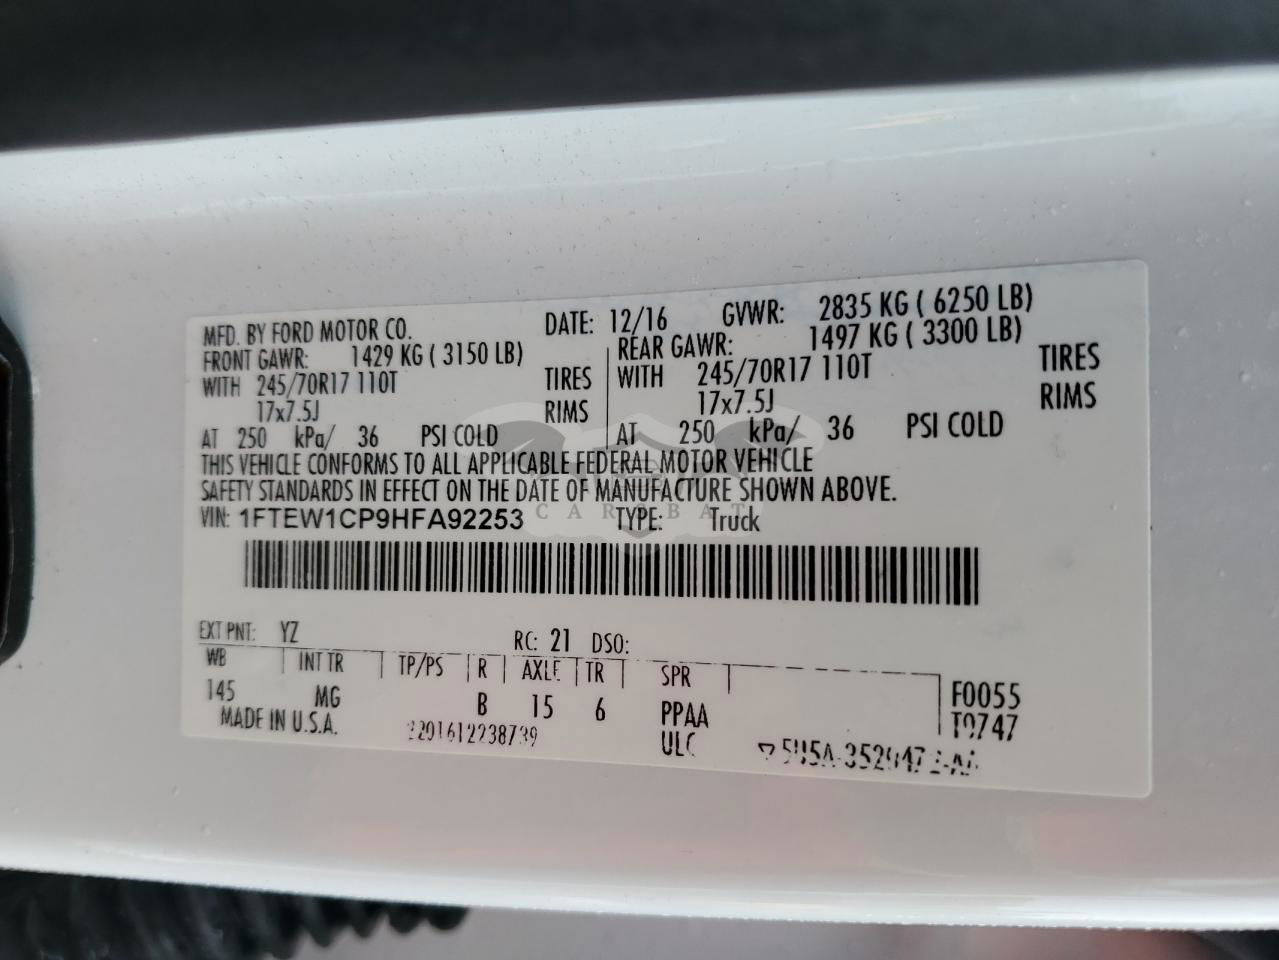 MFD. BY FORD MOTOR CO. DATE: 12/16 GVWR: 2835 KG ( 6250 LB)
FRONT GAWR: 1429 KG ( 3150 LB) REAR GAWR: 1497 KG ( 3300 LB)
WITH 245/70R17 110T TIRES WITH 245/70R17 110T TIRES
17x7.5J RIMS 17x7.5J RIMS
AT 250 kPa/ 36 PSI COLD AT 250 kPa/ 36 PSI COLD
THIS VEHICLE CONFORMS TO ALL APPLICABLE FEDERAL MOTOR VEHICLE
SAFETY STANDARDS IN EFFECT ON THE DATE OF MANUFACTURE SHOWN ABOVE.
CARABAT
VIN: 1FTEW1CP9HFA92253 TYPE: Truck
EXT PNT: YZ RC: 21 DSO:
WB INT TR TP/PS R AXLE TR SPR
145 MG B 15 6 PPAA F0055
MADE IN U.S.A. ULC T0747